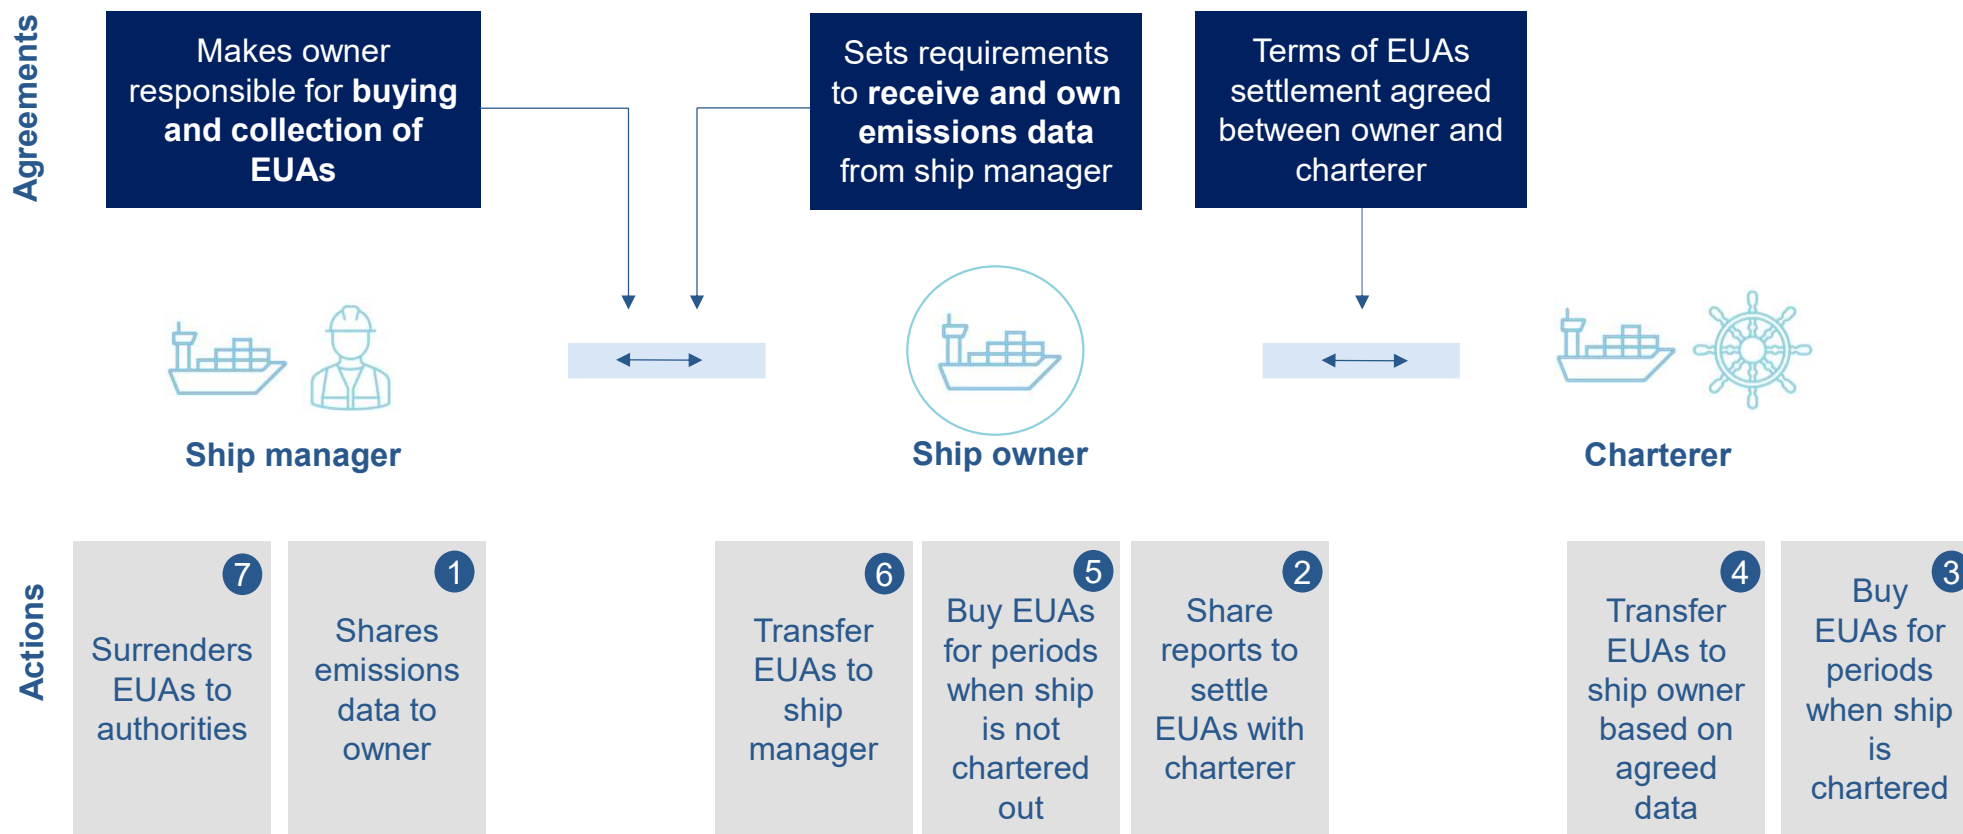 Agreements
Makes owner
responsible for buying
and collection of
EUAs
Sets requirements
to receive and own
emissions data
from ship manager
Terms of EUAs
settlement agreed
between owner and
charterer
Ship manager
Ship owner
Charterer
Actions
7
Surrenders
EUAs to
authorities
1
Shares
emissions
data to
owner
6
Transfer
EUAs to
ship
manager
5
Buy EUAs
for periods
when ship
is not
chartered
out
2
Share
reports to
settle
EUAs with
charterer
4
Transfer
EUAs to
ship owner
based on
agreed
data
3
Buy
EUAs for
periods
when ship
is
chartered